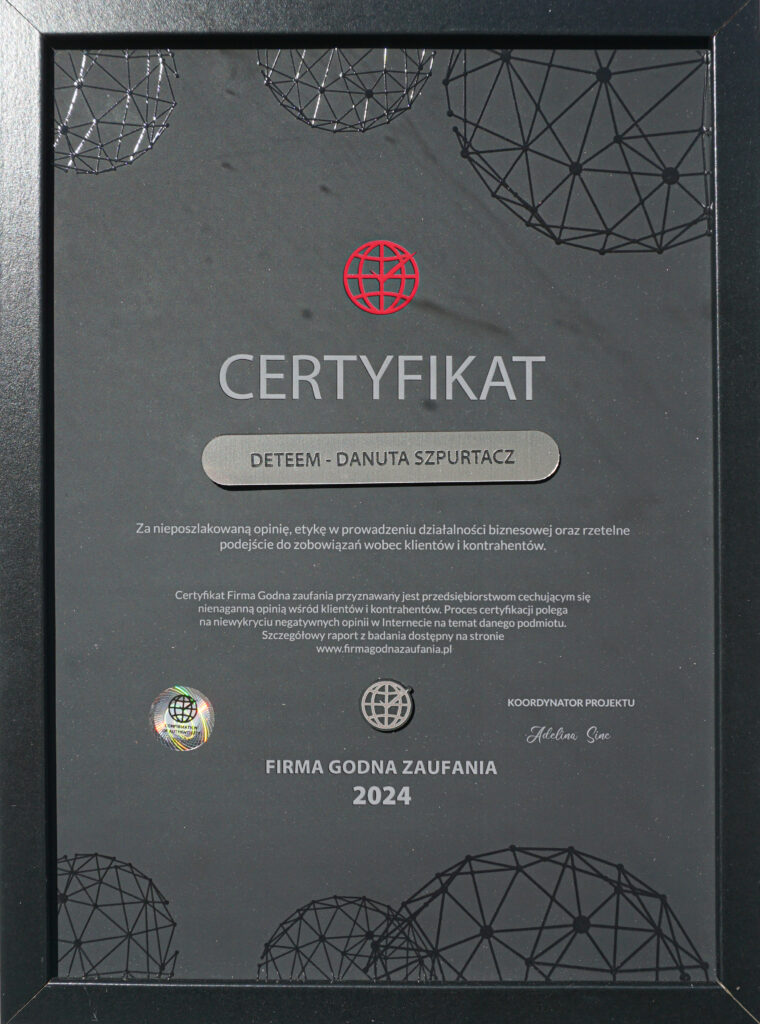 CERTYFIKAT
DETEEM - DANUTA SZPURTACZ
Za nieposzlakowaną opinię, etykę w prowadzeniu działalności biznesowej oraz rzetelne
podejście do zobowiązań wobec klientów i kontrahentów.
Certyfikat Firma Godna zaufania przyznawany jest przedsiębiorstwom cechującym się
nienaganną opinią wśród klientów i kontrahentów. Proces certyfikacji polega
na niewykryciu negatywnych opinii w Internecie na temat danego podmiotu.
Szczegółowy raport z badania dostępny na stronie
www.firmagodnazaufania.pl
KOORDYNATOR PROJEKTU
Adelina Sinc
FIRMA GODNA ZAUFANIA
2024